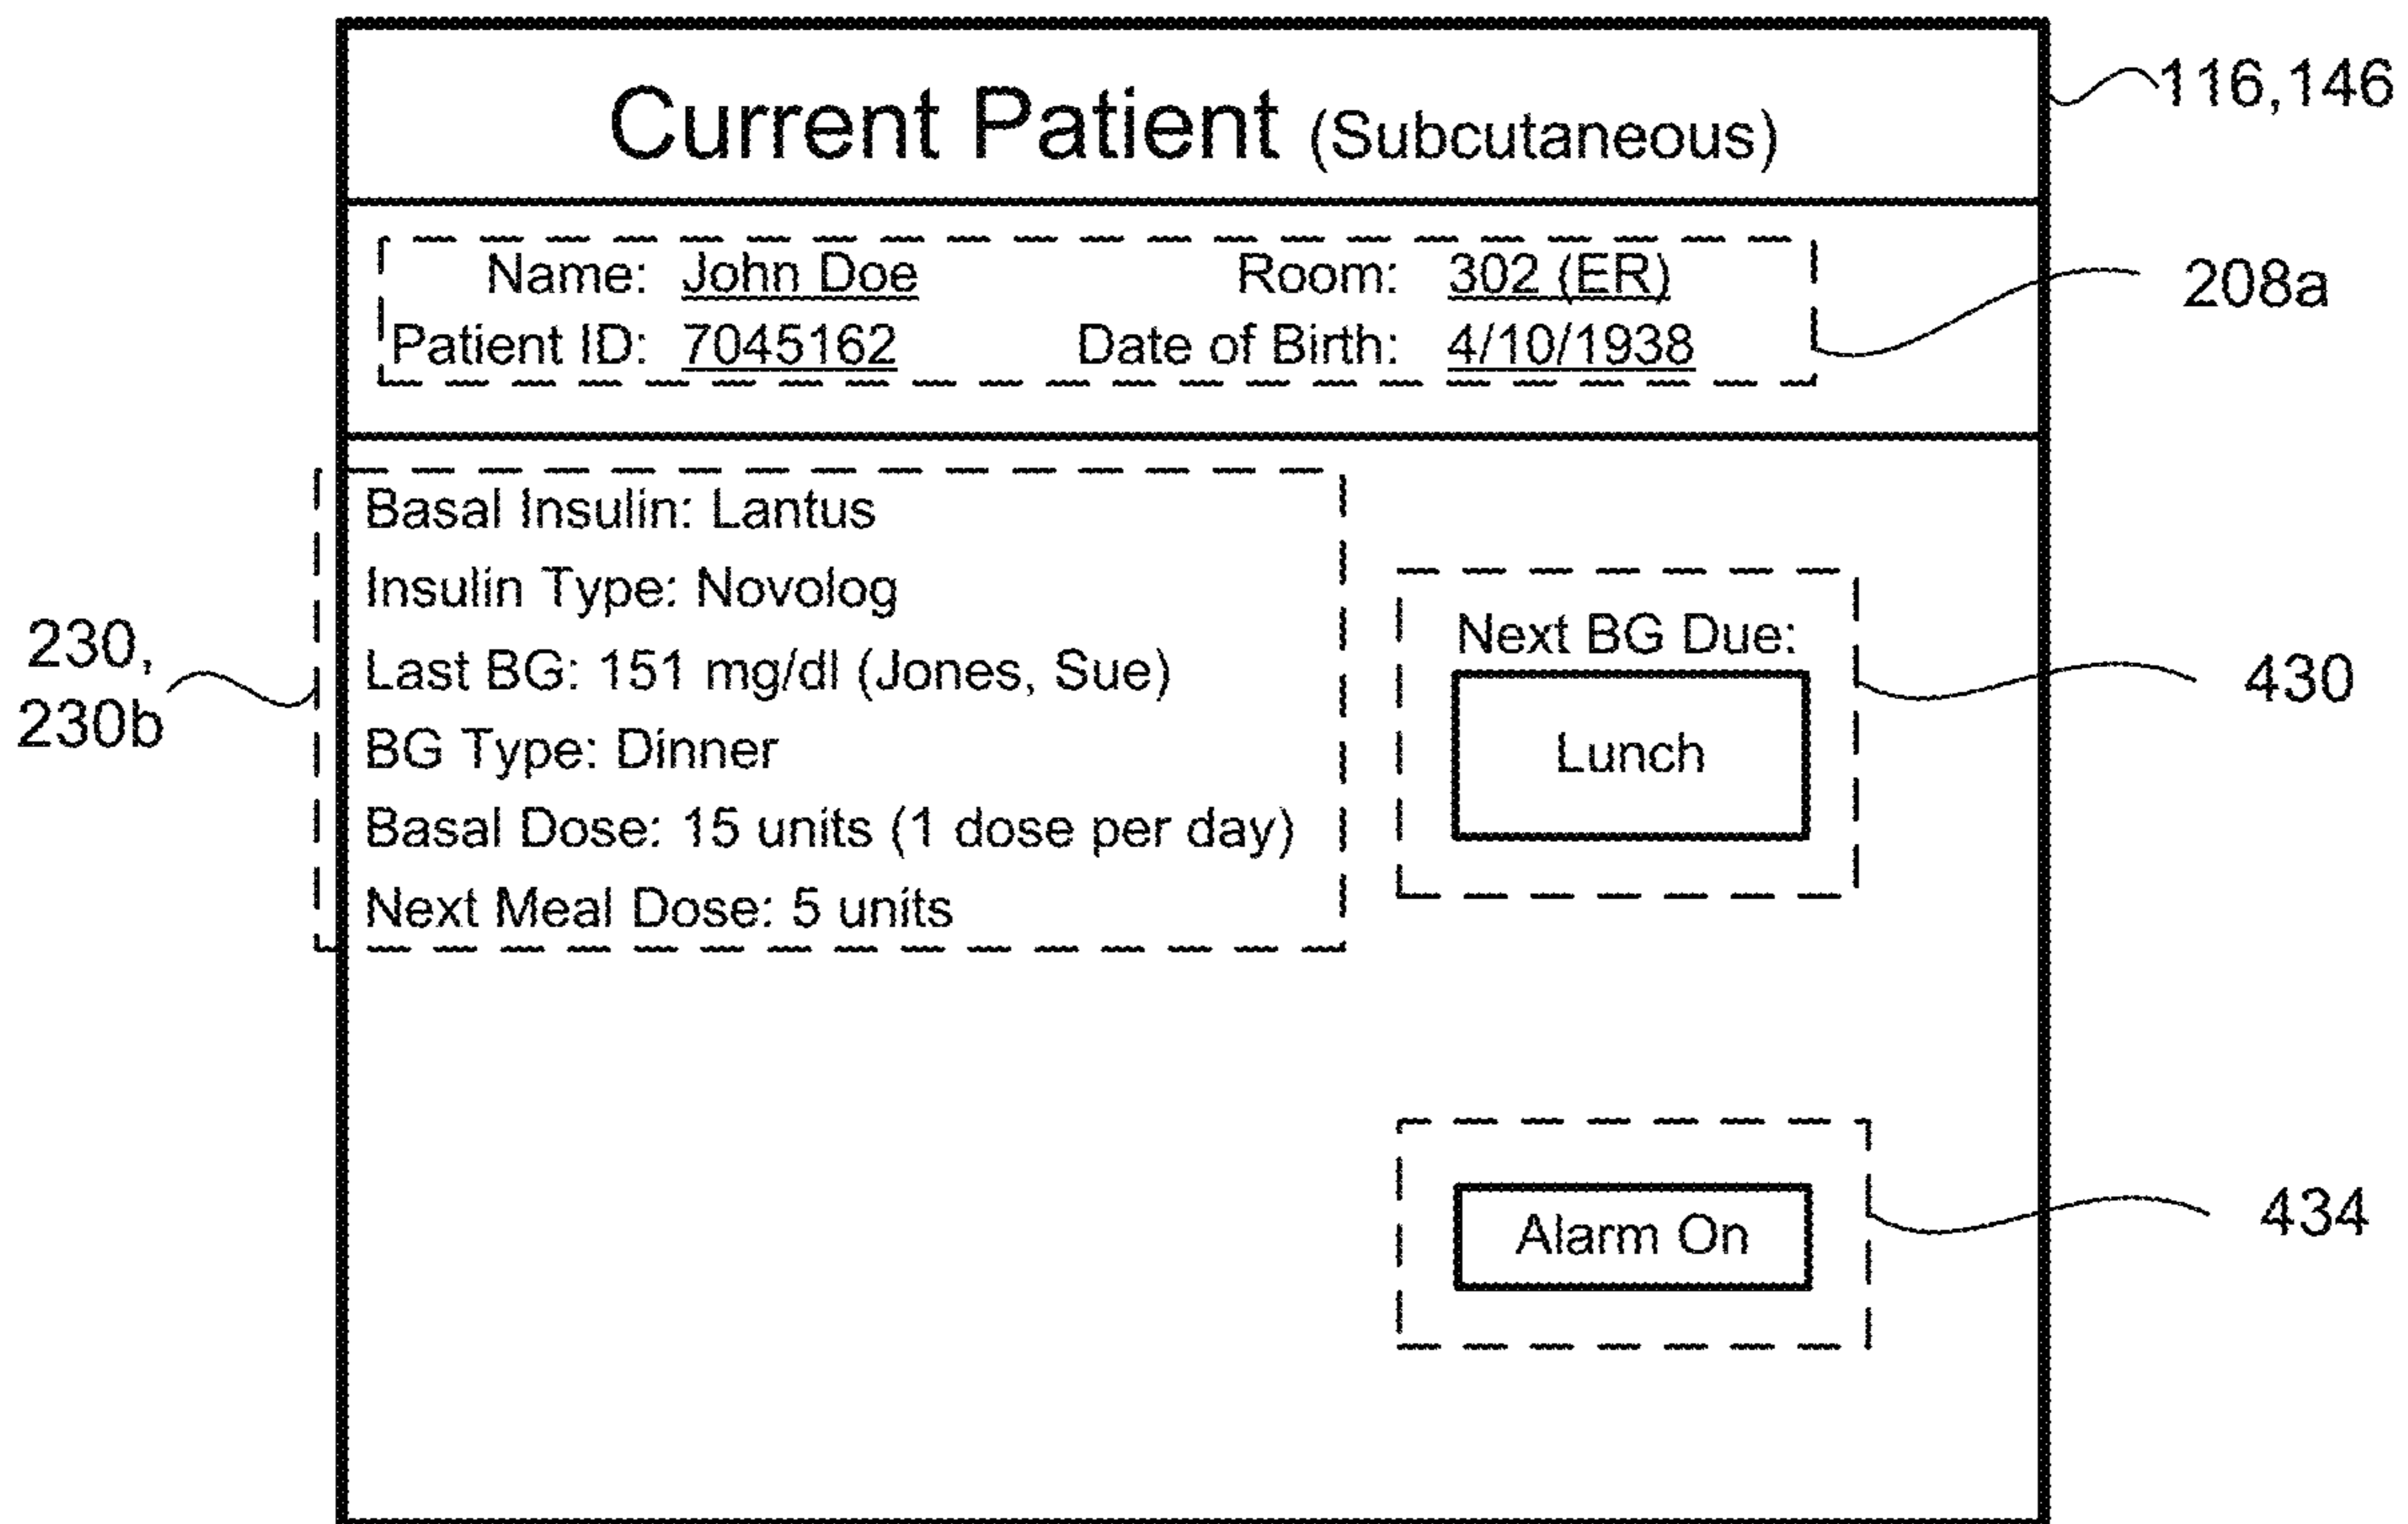 Current Patient (Subcutaneous)
116,146
Name: John Doe Room: 302 (ER)
Patient ID: 7045162 Date of Birth: 4/10/1938
208a
Basal Insulin: Lantus
Insulin Type: Novolog
Last BG: 151 mg/dl (Jones, Sue)
BG Type: Dinner
Basal Dose: 15 units (1 dose per day)
Next Meal Dose: 5 units
230,
230b
Next BG Due:
Lunch
430
Alarm On
434